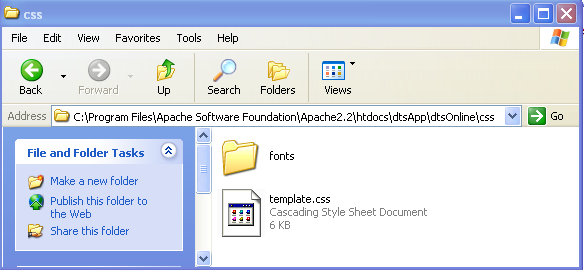 css
File Edit View Favorites Tools Help
Back Forward Up Search Folders Views
Address C:\Program Files\Apache Software Foundation\Apache2.2\htdocs\dtsApp\dtsOnline\css Go
File and Folder Tasks
Make a new folder
Publish this folder to
the Web
Share this folder
fonts
template.css
Cascading Style Sheet Document
6 KB